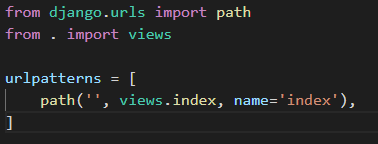 from django.urls import path
from . import views
urlpatterns = [
    path('', views.index, name='index'),
]